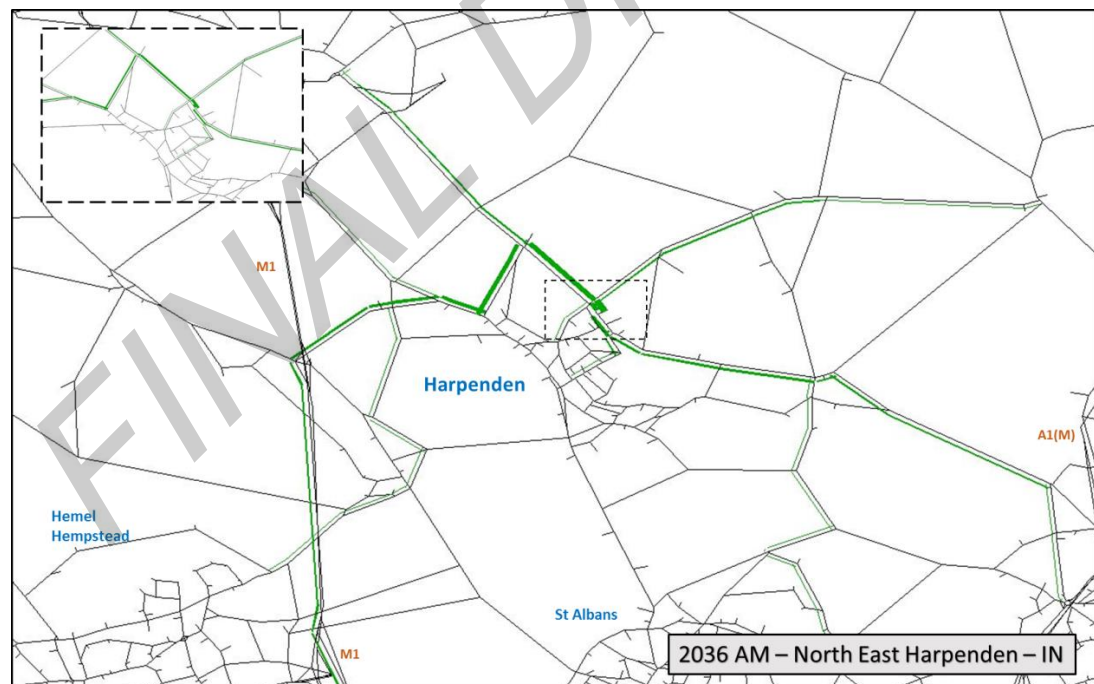 FINAL D
M1
Harpenden
A1(M)
Hemel
Hempstead
St Albans
M1
2036 AM – North East Harpenden – IN